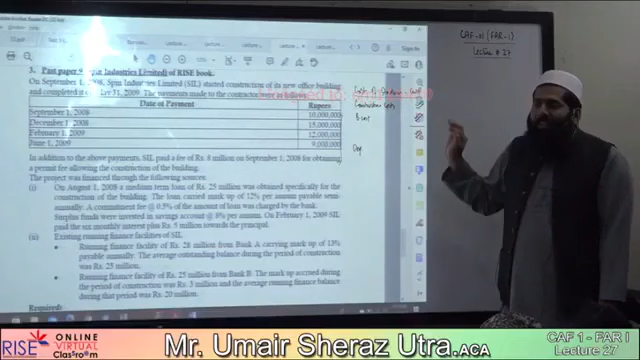 CAF-01 (FAR-1)
Lecture # 27
3. Past paper 9 Spin Industries Limited of RISE book.
On September 1, 2008, Spin Industries Limited (SIL) started construction of its new office building
and completed it 31, 2009. The payments made to the contractor were as follows:
Date of Payment Rupees
September 1, 2008 10,000,000
December 1, 2008 15,000,000
February 1, 2009 12,000,000
June 1, 2009 9,000,000
Construction Costs
In addition to the above payments, SIL paid a fee of Rs. 8 million on September 1, 2008 for obtaining
a permit allowing the construction of the building.
The project was financed through the following sources:
(i) On August 1, 2008 a medium term loan of Rs. 25 million was obtained specifically for the
construction of the building. The loan carried mark up of 12% per annum payable semi-
annually. A commitment fee @ 0.5% of the amount of loan was charged by the bank.
Surplus funds were invested in savings account @ 8% per annum. On February 1, 2009 SIL
paid the six monthly interest plus Rs. 5 million towards the principal.
(ii) Existing running finance facilities of SIL
• Running finance facility of Rs. 28 million from Bank A carrying mark up of 13%
payable annually. The average outstanding balance during the period of construction
was Rs. 25 million.
• Running finance facility of Rs. 25 million from Bank B. The mark up accrued during
the period of construction was Rs. 3 million and the average running finance balance
during that period was Rs. 20 million.
Required:
RISE ONLINE VIRTUAL Classroom
Mr. Umair Sheraz Utra.ACA
CAF 1 - FAR I
Lecture 27